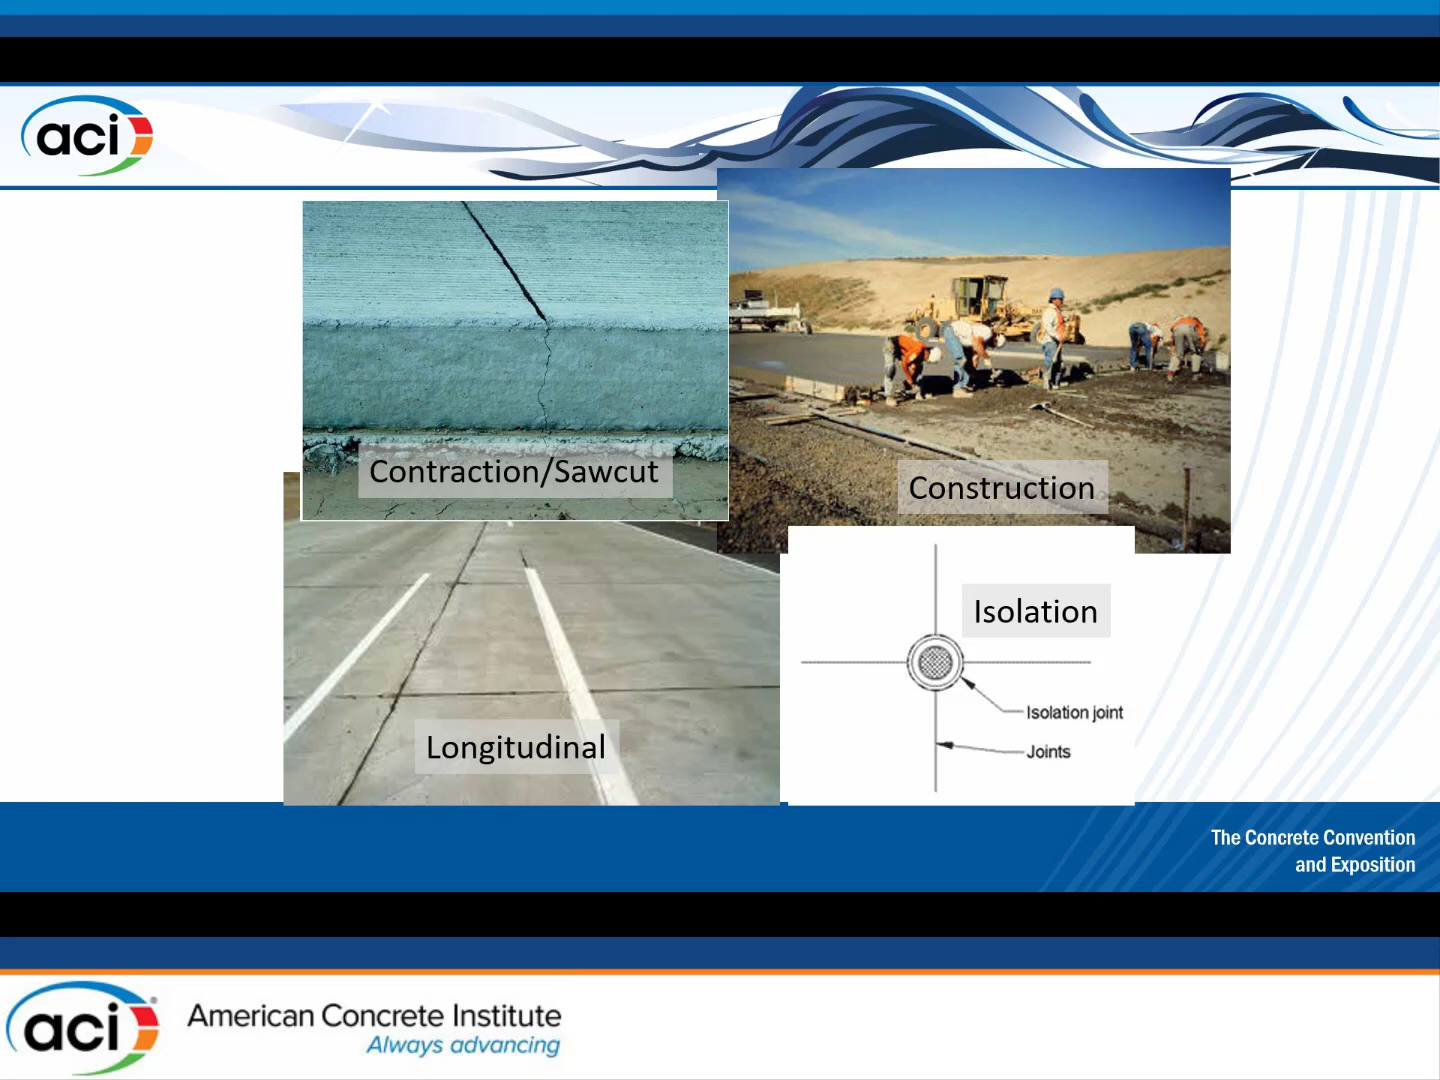 aci
Contraction/Sawcut
Construction
Longitudinal
Isolation
Isolation joint
Joints
The Concrete Convention
and Exposition
aci®
American Concrete Institute
Always advancing